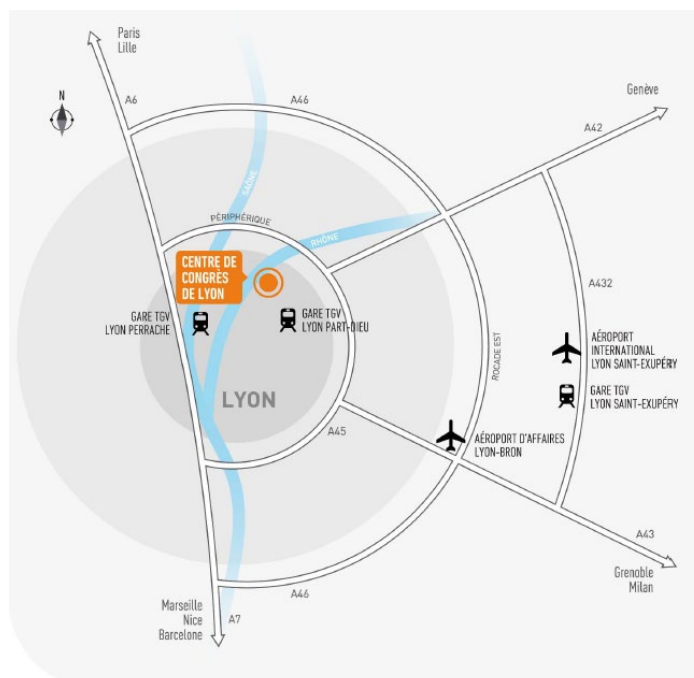 Paris
Lille
N
A6
A46
Genève
A42
SAÔNE
PÉRIPHÉRIQUE
RHÔNE
CENTRE DE
CONGRÈS
DE LYON
A432
GARE TGV
LYON PERRACHE
GARE TGV
LYON PART-DIEU
ROCADE EST
AÉROPORT
INTERNATIONAL
LYON SAINT-EXUPÉRY
GARE TGV
LYON SAINT-EXUPÉRY
LYON
A45
AÉROPORT D'AFFAIRES
LYON-BRON
A43
Grenoble
Milan
A46
Marseille
Nice
Barcelone
A7